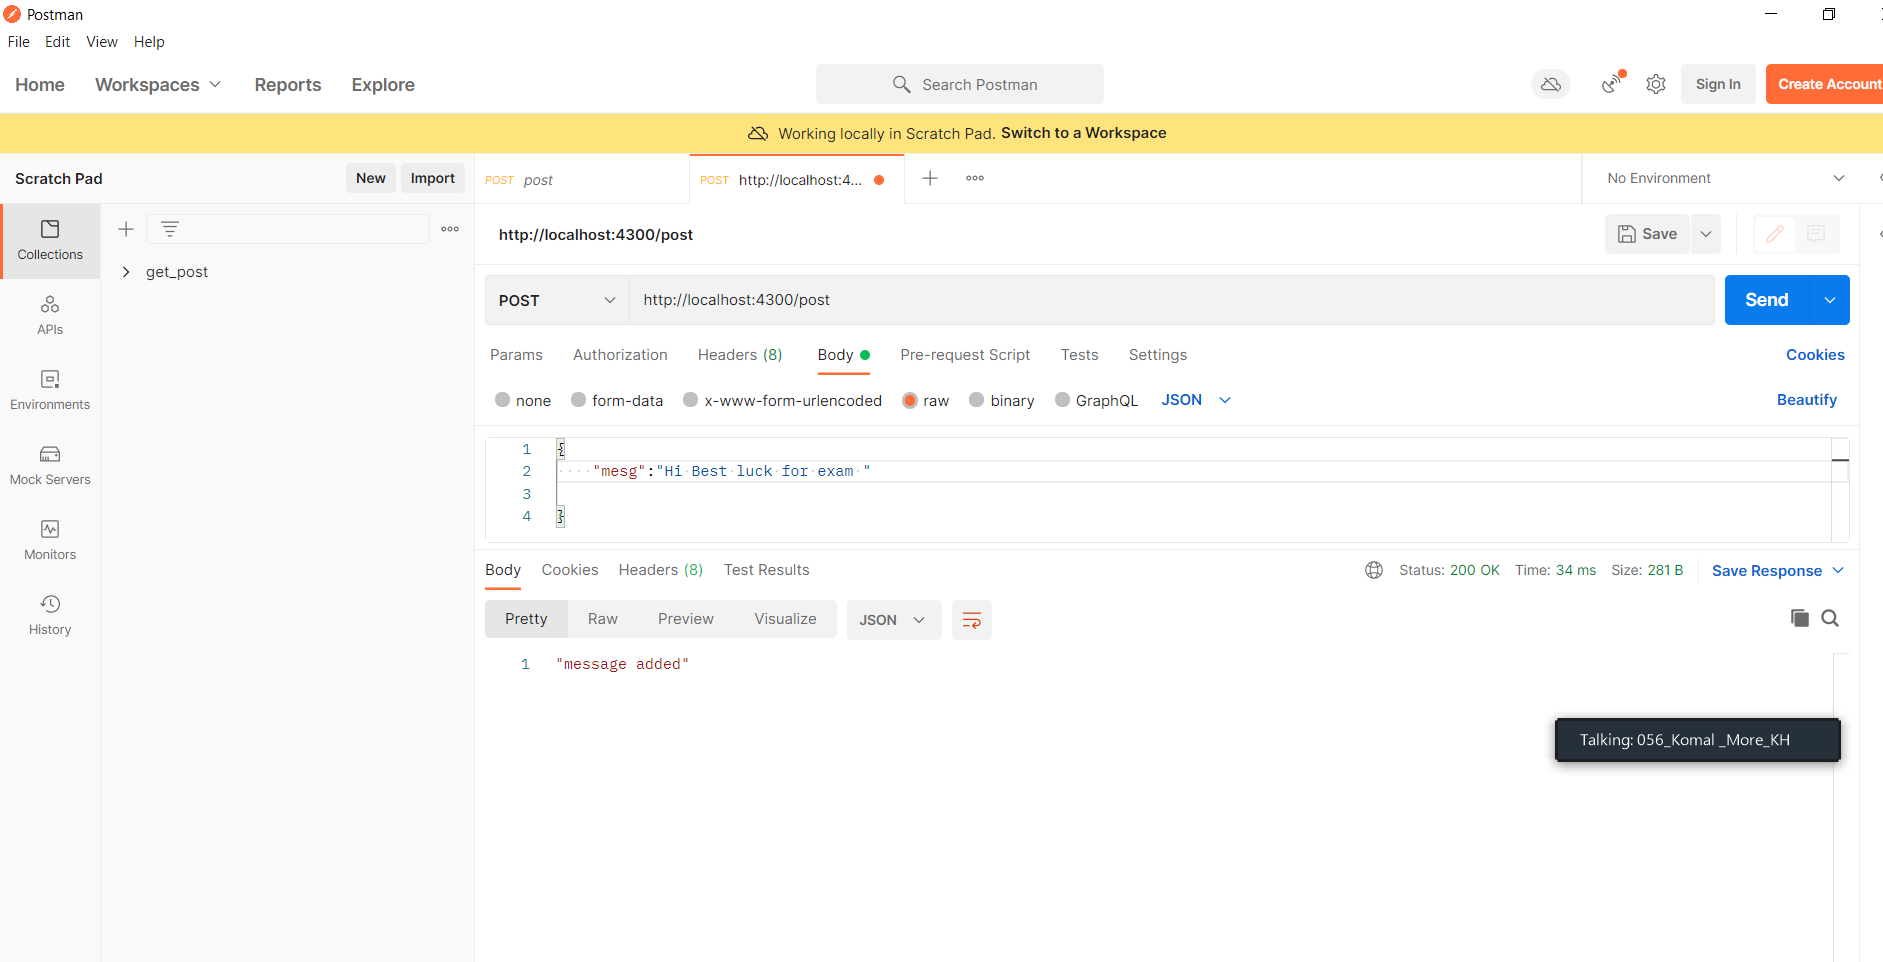 Postman
File Edit View Help
Home Workspaces Reports Explore Search Postman Sign In Create Account
Working locally in Scratch Pad. Switch to a Workspace
Scratch Pad New Import POST post POST http://localhost:4... No Environment
Collections
get_post
APIs
Environments
Mock Servers
Monitors
History
http://localhost:4300/post Save
POST http://localhost:4300/post Send
Params Authorization Headers (8) Body Pre-request Script Tests Settings Cookies
none form-data x-www-form-urlencoded raw binary GraphQL JSON Beautify
1 {
2 "mesg":"Hi Best luck for exam "
3
4 }
Body Cookies Headers (8) Test Results Status: 200 OK Time: 34 ms Size: 281 B Save Response
Pretty Raw Preview Visualize JSON
1 "message added"
Talking: 056_Komal _More_KH